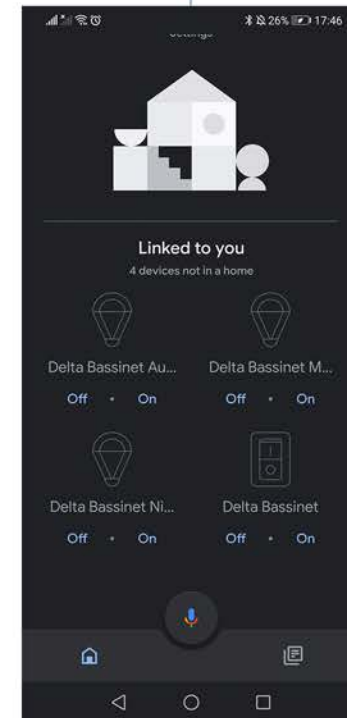 26% 17:46
Settings
Linked to you
4 devices not in a home
Delta Bassinet Au... Delta Bassinet M...
Off • On Off • On
Delta Bassinet Ni... Delta Bassinet
Off • On Off • On